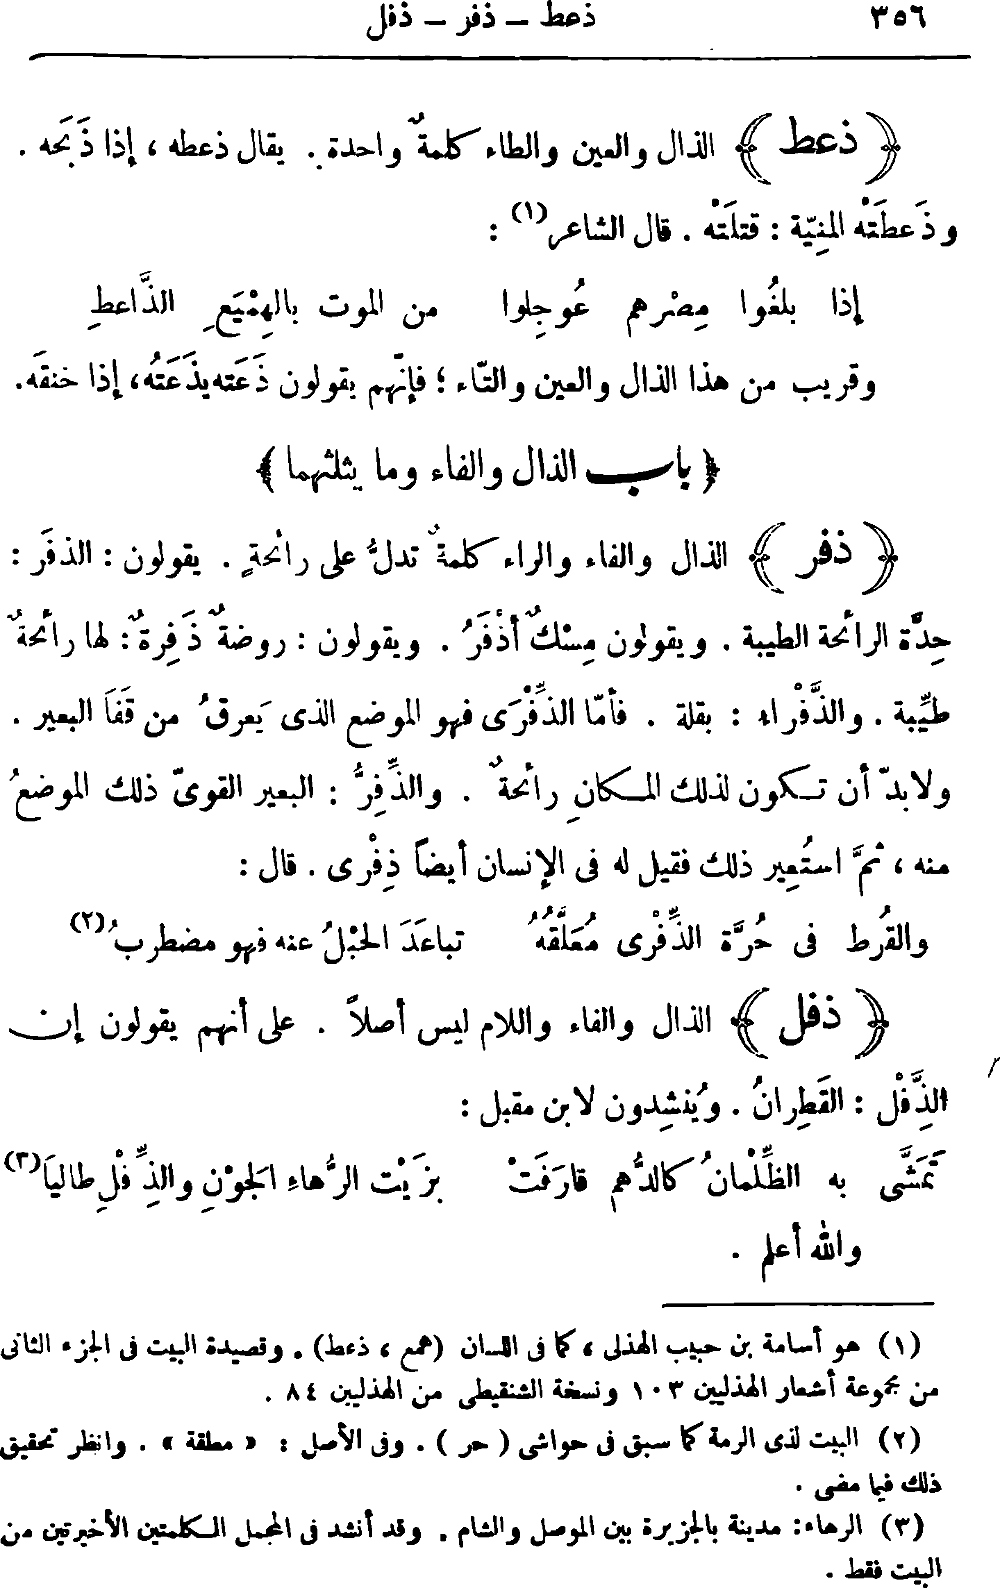 ٣٥٦ ذعط – ذفر – ذفل
﴿ ذعط ﴾ الذال والعين والطاء كلمةٌ واحدة . يقال ذعطه ، إذا ذَبَحَه .
وذَعطَتْه المنِيّة : قتلَتْه . قال الشاعر(١) :
إذا بلغُوا مِصْرهم عُوجِلوا من الموت بالهِمْيَعِ الذَّاعطِ
وقريب من هذا الذال والعين والتّاء ؛ فإنّهم يقولون ذَعَته يذْعَتُه، إذا خنقَه.
﴿ باب الذال والفاء وما يثلثهما ﴾
﴿ ذفر ﴾ الذال والفاء والراء كلمةٌ تدلُّ على رائحةٍ . يقولون : الذفَر :
حِدَّة الرائحة الطيبة . ويقولون مِسْكٌ أذْفَرُ . ويقولون : روضةٌ ذَفِرةٌ: لها رائحةٌ
طيِّبة . والذَّفْراء : بقلة . فأمّا الذِّفْرَى فهو الموضع الذى يَعرقُ من قَفَا البعير .
ولابدّ أن تكون لذلك المكانِ رائحةٌ . والذِّفِرُّ : البعير القوىّ ذلك الموضعُ
منه ، ثمَّ استُعِير ذلك فقيل له فى الإنسان أيضاً ذِفْرى . قال :
والقُرط فى حُرَّة الذِّفْرى مُعَلَّقُهُ تباعَدَ الحَبْلُ عنه فهو مضطربُ(٢)
﴿ ذفل ﴾ الذال والفاء واللام ليس أصلاً . على أنهم يقولون إن
الذِّفْل : القَطِرانُ . ويُنشِدون لابن مقبل :
تَمَشَّى به الظِّلْمانُ كالدُّهم قارَفَتْ بزَيْت الرُّهاءِ الجَوْنِ والذِّفْلِ طاليَا(٣)
والله أعلم .
(١) هو أسامة بن حبيب الهذلى ، كما فى اللسان (همع ، ذعط) . وقصيدة البيت فى الجزء الثانى
من مجموعة أشعار الهذليين ١٠٣ ونسخة الشنقيطى من الهذليين ٨٤ .
(٢) البيت لذى الرمة كما سبق فى حواشى ( حر ) . وفى الأصل : « مطلقة » . وانظر تحقيق
ذلك فيما مضى .
(٣) الرهاء: مدينة بالجزيرة بين الموصل والشام . وقد أنشد فى المجمل الكلمتين الأخيرتين من
البيت فقط .